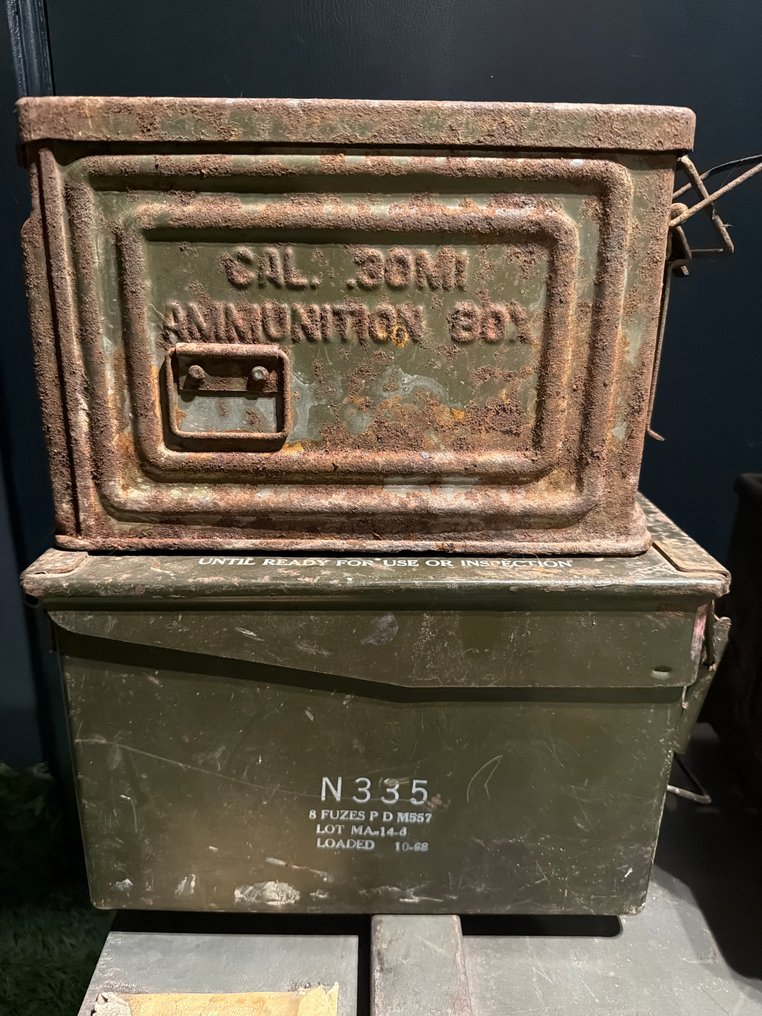 CAL. .30M1
AMMUNITION BOX
UNTIL READY FOR USE OR INSPECTION
N335
8 FUZES P D M557
LOT MA-14-6
LOADED 10-68